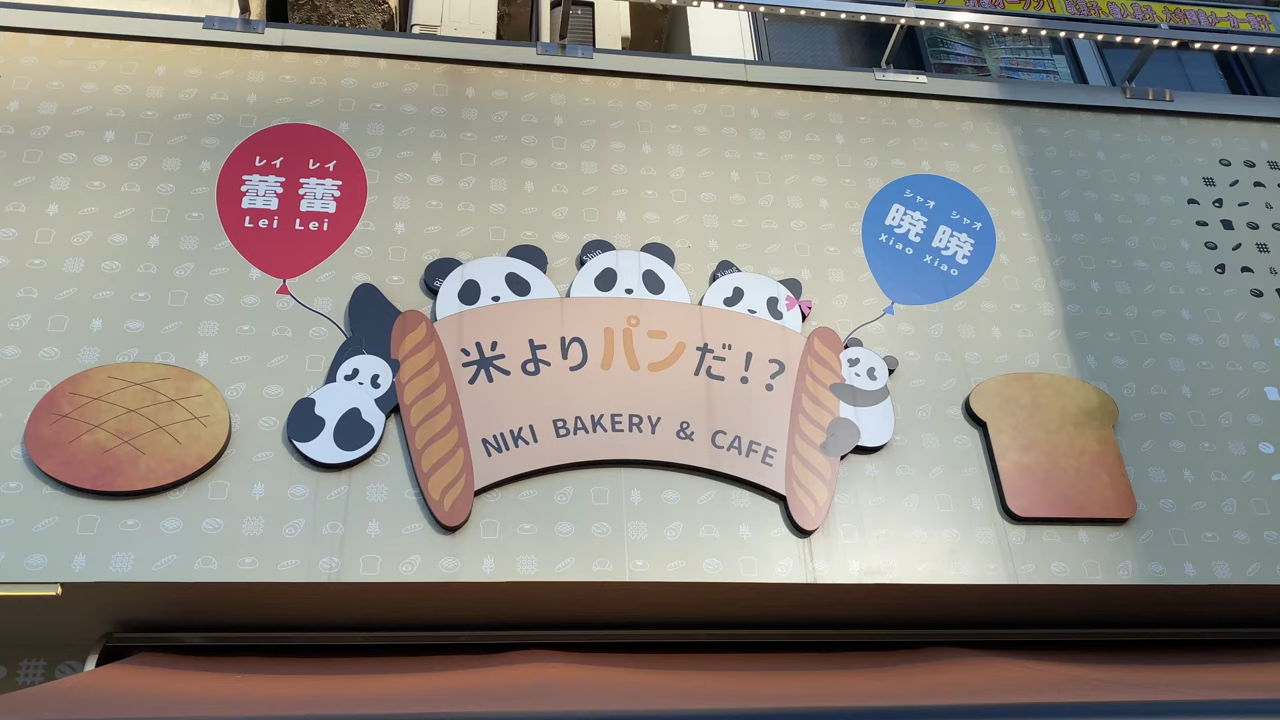 レイ レイ
蕾 蕾
Lei Lei
シャオ シャオ
暁 暁
Xiao Xiao
Shin
Xiang
米よりパンだ!?
NIKI BAKERY & CAFE